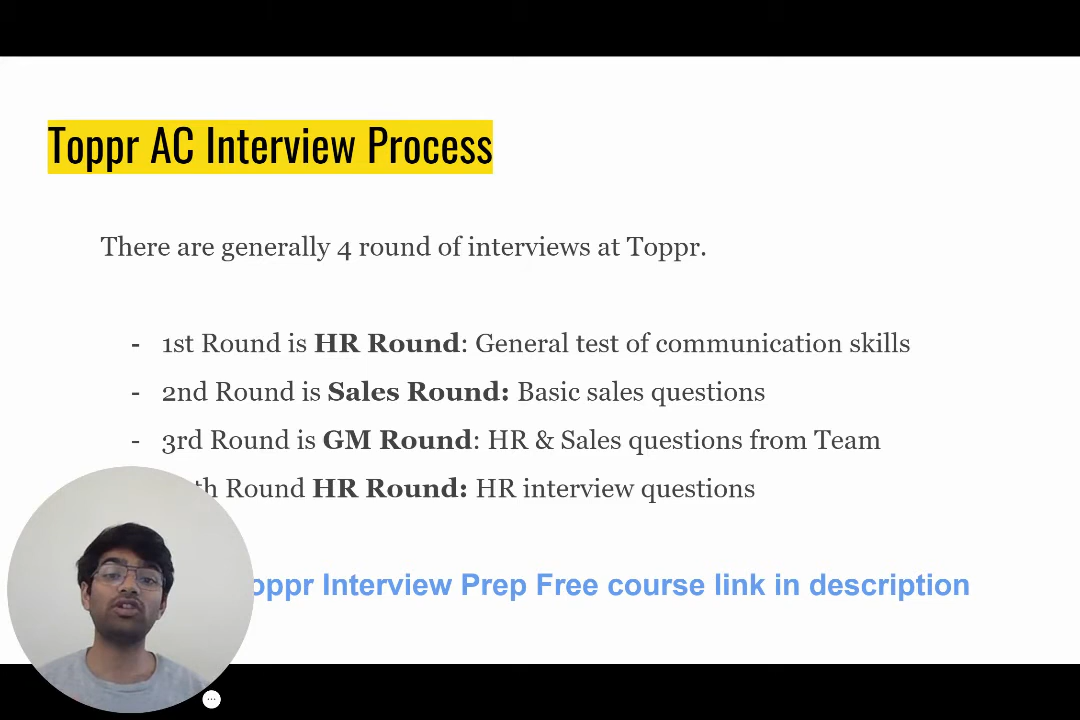 Toppr AC Interview Process
There are generally 4 round of interviews at Toppr.
- 1st Round is HR Round: General test of communication skills
- 2nd Round is Sales Round: Basic sales questions
- 3rd Round is GM Round: HR & Sales questions from Team
th Round HR Round: HR interview questions
oppr Interview Prep Free course link in description